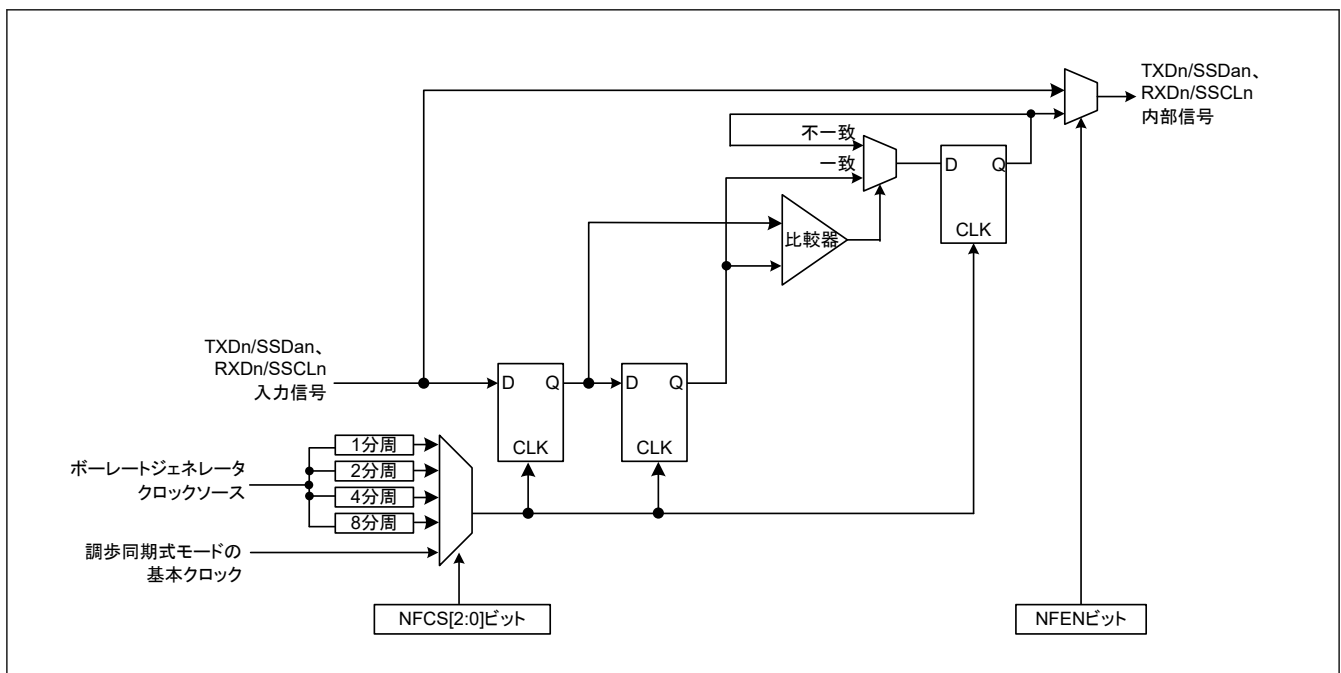 TXDn/SSDan、
RXDn/SSCLn
内部信号
不一致
一致
D
Q
CLK
比較器
TXDn/SSDan、
RXDn/SSCLn
入力信号
D
Q
CLK
D
Q
CLK
ボーレートジェネレータ
クロックソース
1分周
2分周
4分周
8分周
調歩同期式モードの
基本クロック
NFCS[2:0]ビット
NFENビット